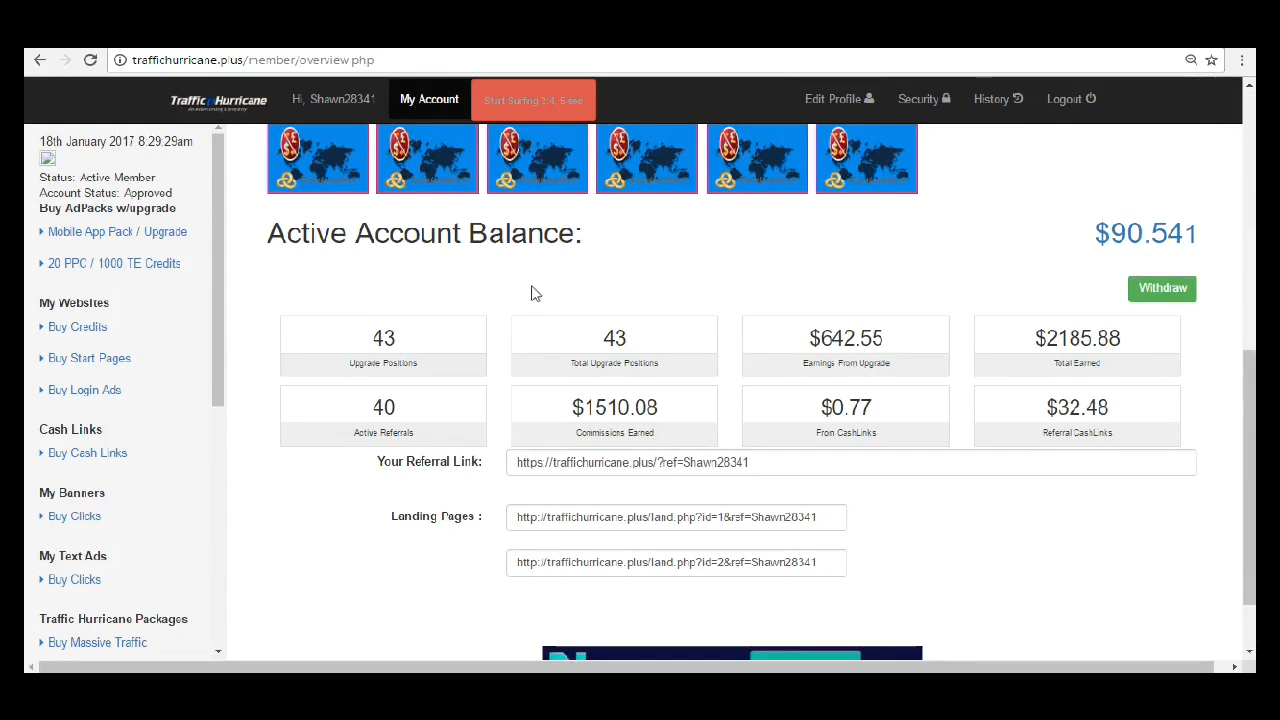 traffichurricane.plus/member/overview.php
Traffic Hurricane
Hi, Shawn28341
My Account
Start Surfing 2:4, 5 sec
Edit Profile
Security
History
Logout
18th January 2017 8:29:29am
Status: Active Member
Account Status: Approved
Buy AdPacks w/upgrade
Mobile App Pack / Upgrade
20 PPC / 1000 TE Credits
My Websites
Buy Credits
Buy Start Pages
Buy Login Ads
Cash Links
Buy Cash Links
My Banners
Buy Clicks
My Text Ads
Buy Clicks
Traffic Hurricane Packages
Buy Massive Traffic
Active Account Balance:
$90.541
Withdraw
43
Upgrade Positions
43
Total Upgrade Positions
$642.55
Earnings From Upgrade
$2185.88
Total Earned
40
Active Referrals
$1510.08
Commissions Earned
$0.77
From CashLinks
$32.48
Referral CashLinks
Your Referral Link:
https://traffichurricane.plus/?ref=Shawn28341
Landing Pages :
http://traffichurricane.plus/land.php?id=1&ref=Shawn28341
http://traffichurricane.plus/land.php?id=2&ref=Shawn28341